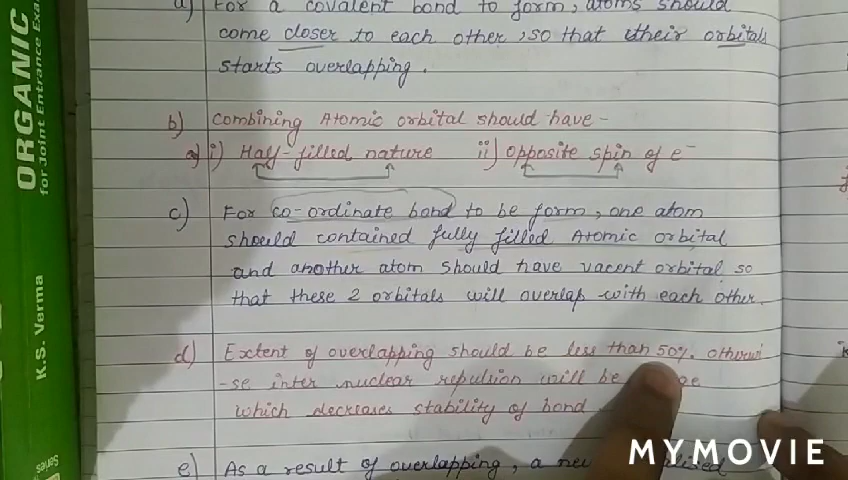 a) For a covalent bond to form, atoms should
come closer to each other, so that their orbitals
starts overlapping.
b) Combining Atomic orbital should have -
i) Half-filled nature ii) opposite spin of e-
c) For co-ordinate bond to be form, one atom
should contained fully filled Atomic orbital
and another atom should have vacent orbital so
that these 2 orbitals will overlap with each other.
d) Extent of overlapping should be less than 50%. otherwi
-se inter nuclear repulsion will be
which decreases stability of bond
e) As a result of overlapping, a new
ORGANIC
for Joint Entrance Exa
K.S. Verma
Series
MYMOVIE